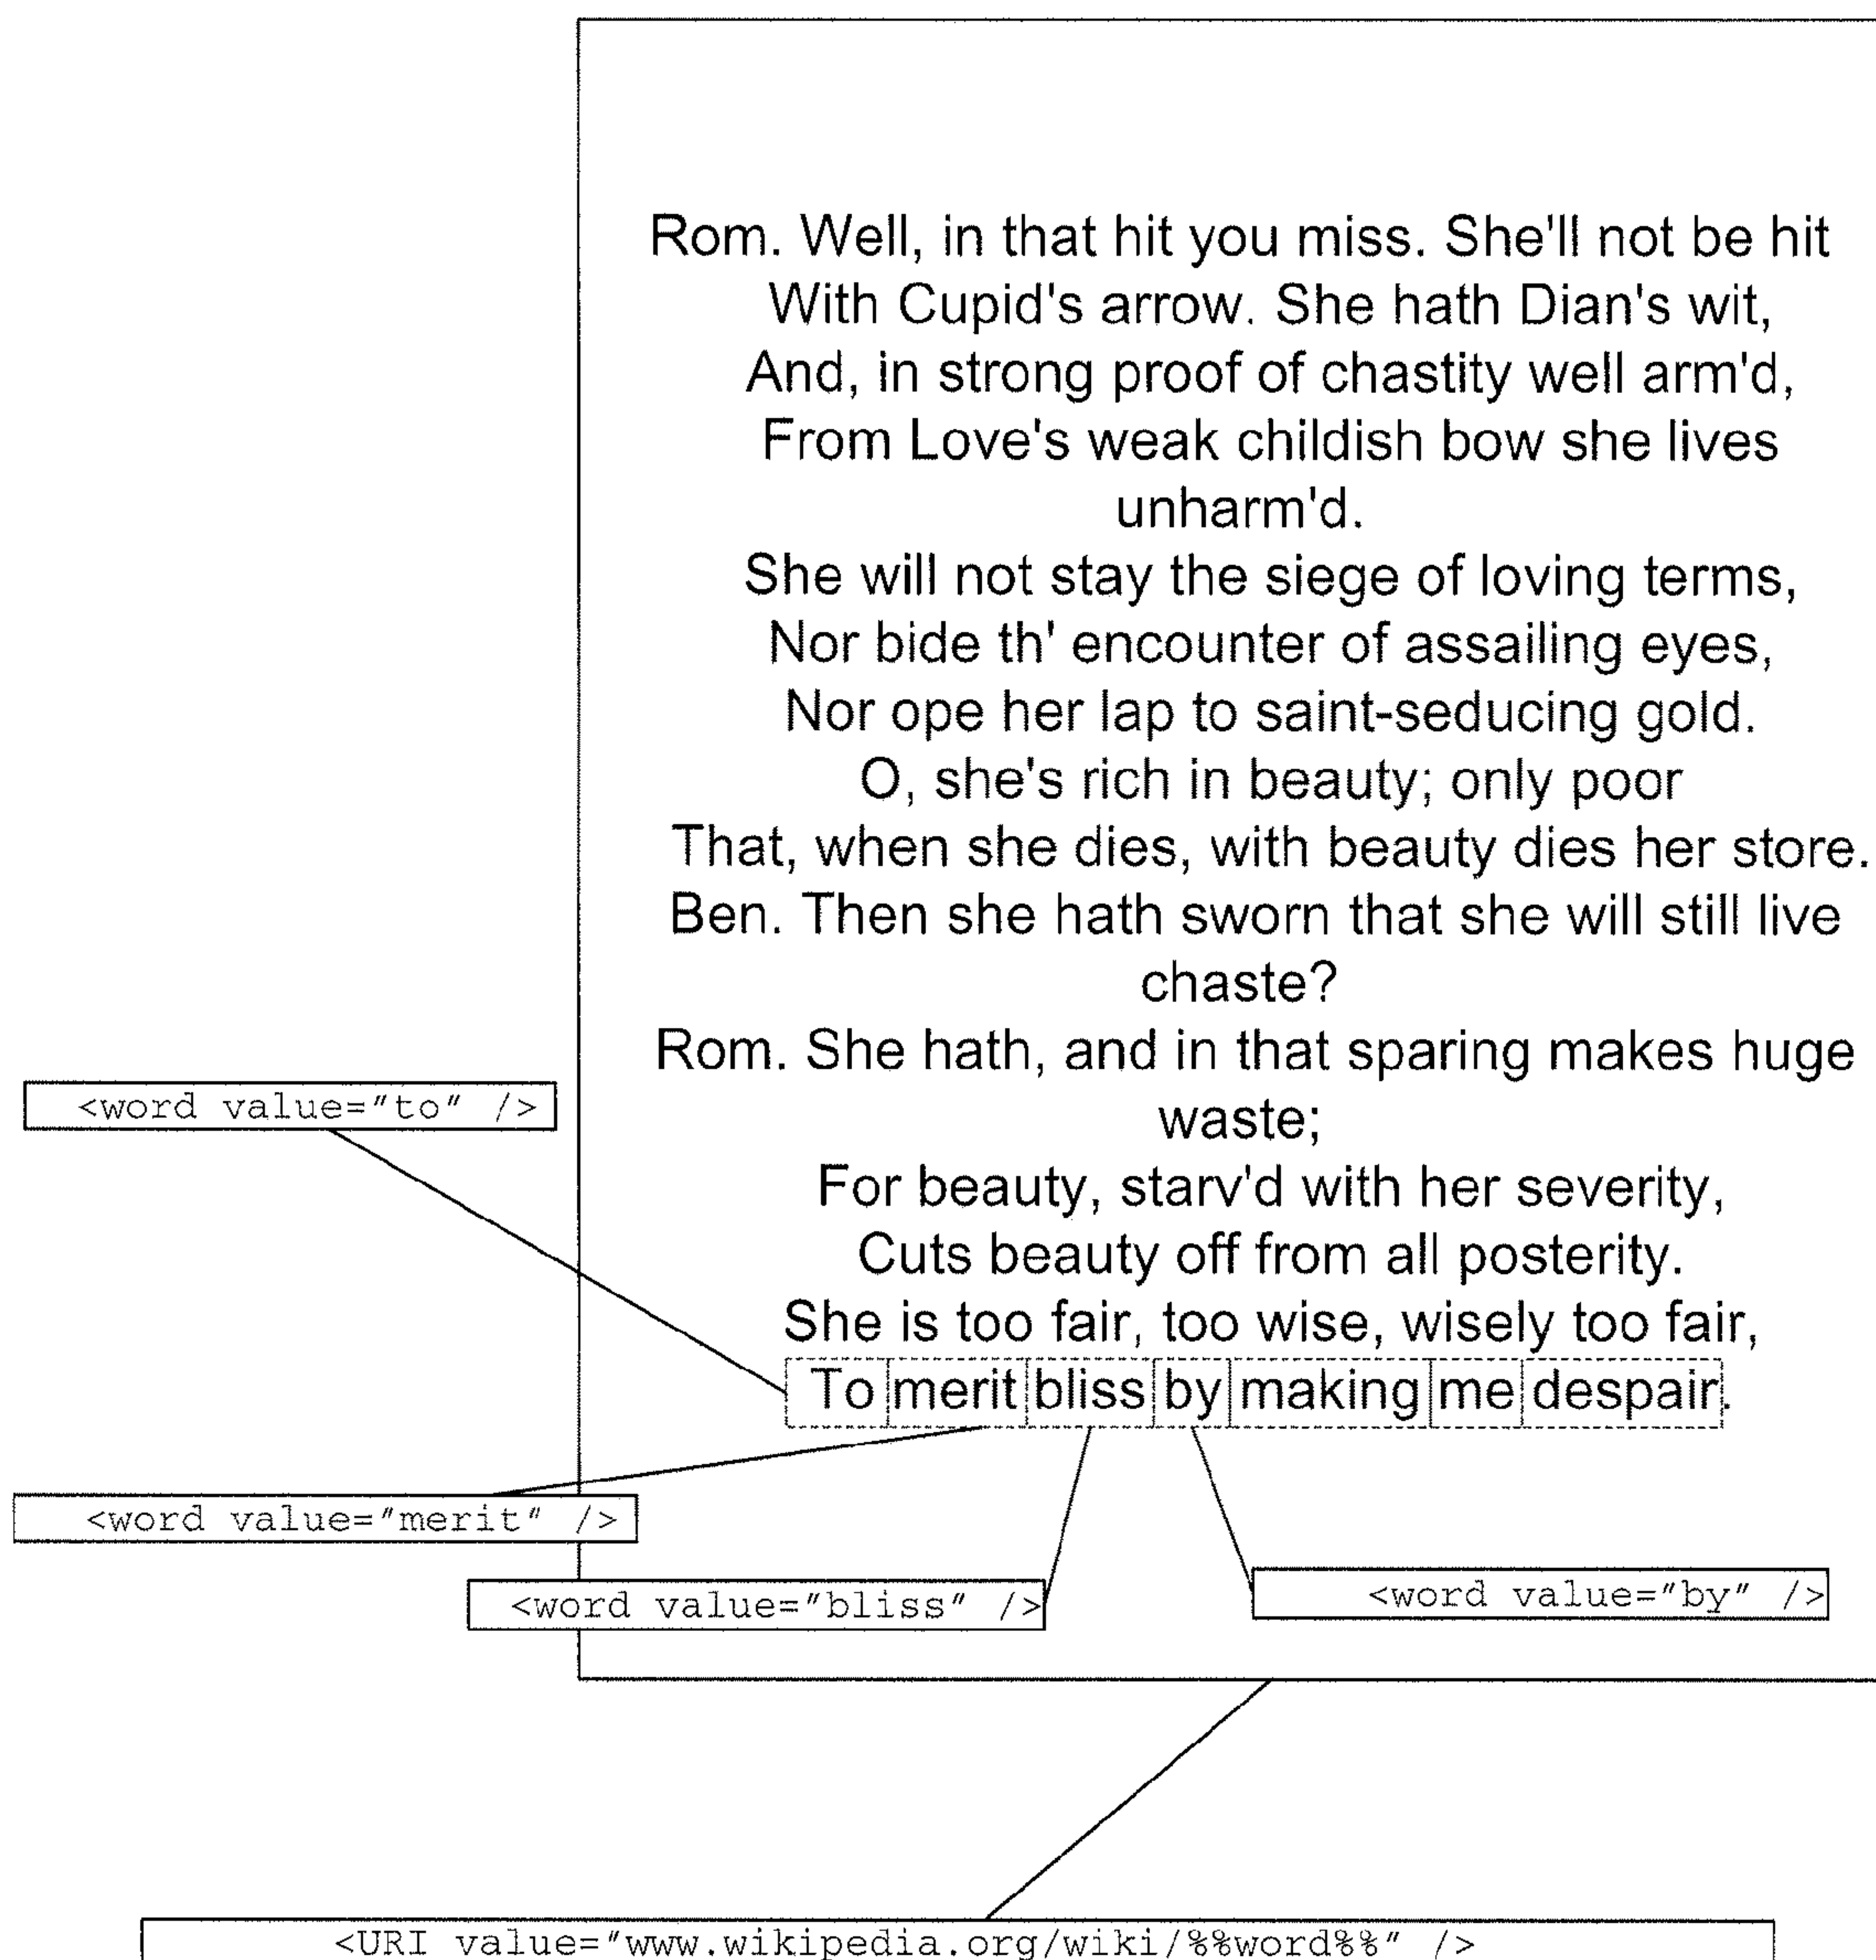 Rom. Well, in that hit you miss. She'll not be hit
With Cupid's arrow. She hath Dian's wit,
And, in strong proof of chastity well arm'd,
From Love's weak childish bow she lives
unharm'd.
She will not stay the siege of loving terms,
Nor bide th' encounter of assailing eyes,
Nor ope her lap to saint-seducing gold.
O, she's rich in beauty; only poor
That, when she dies, with beauty dies her store.
Ben. Then she hath sworn that she will still live
chaste?
Rom. She hath, and in that sparing makes huge
waste;
For beauty, starv'd with her severity,
Cuts beauty off from all posterity.
She is too fair, too wise, wisely too fair,
To merit bliss by making me despair.
<word value="to" />
<word value="merit" />
<word value="bliss" />
<word value="by" />
<URI value="www.wikipedia.org/wiki/%%word%%" />